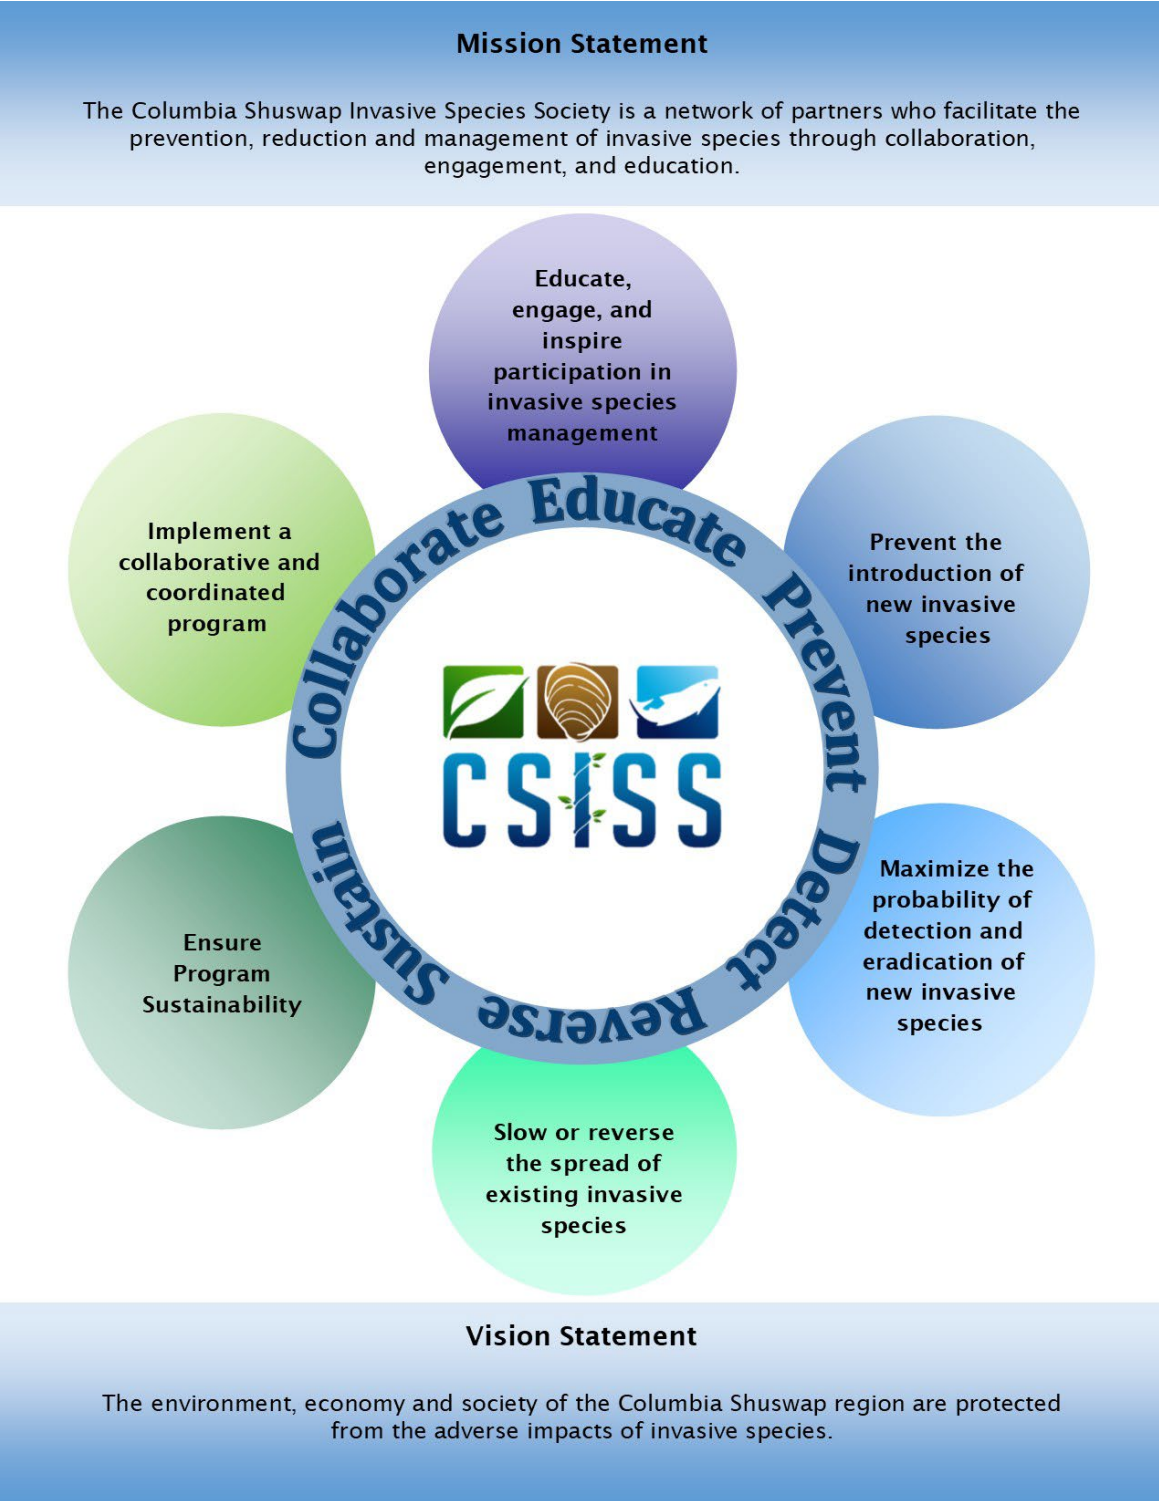 Mission Statement
The Columbia Shuswap Invasive Species Society is a network of partners who facilitate the
prevention, reduction and management of invasive species through collaboration,
engagement, and education.
Educate,
engage, and
inspire
participation in
invasive species
management
Implement a
collaborative and
coordinated
program
Prevent the
introduction of
new invasive
species
Collaborate Educate Prevent Detect Reverse Sustain
CSISS
Ensure
Program
Sustainability
Maximize the
probability of
detection and
eradication of
new invasive
species
Slow or reverse
the spread of
existing invasive
species
Vision Statement
The environment, economy and society of the Columbia Shuswap region are protected
from the adverse impacts of invasive species.